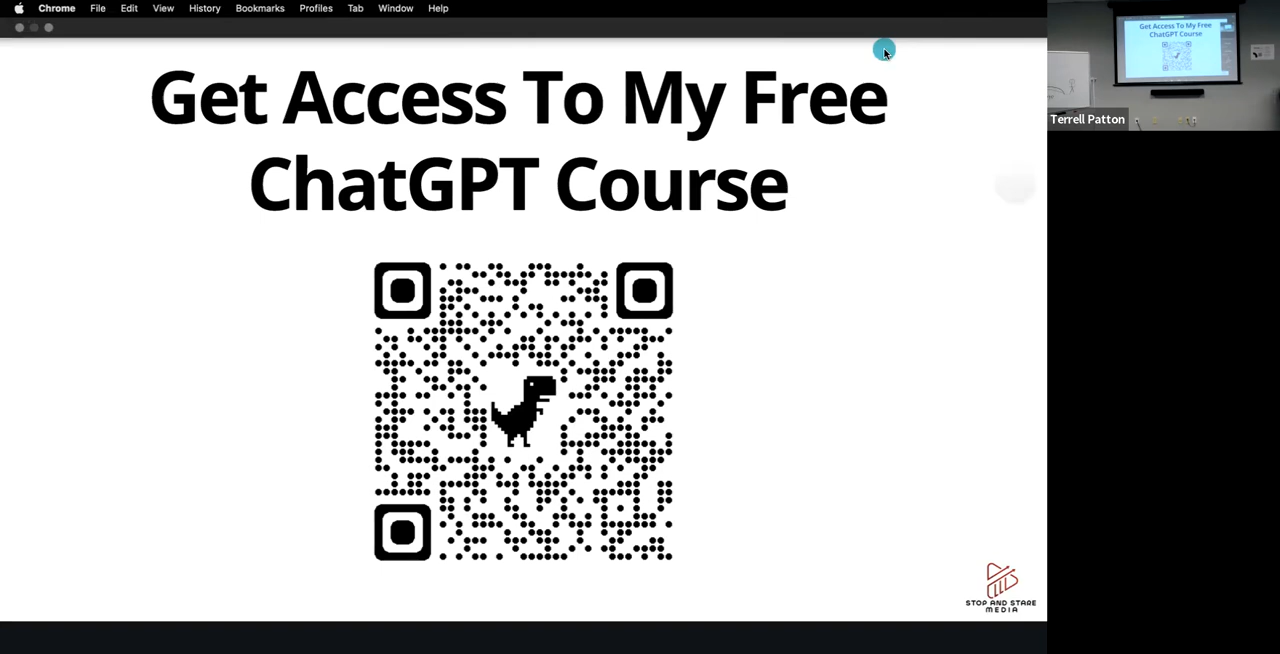 Chrome File Edit View History Bookmarks Profiles Tab Window Help
Get Access To My Free
ChatGPT Course
STOP AND STARE
MEDIA
Get Access To My Free
ChatGPT Course
Terrell Patton